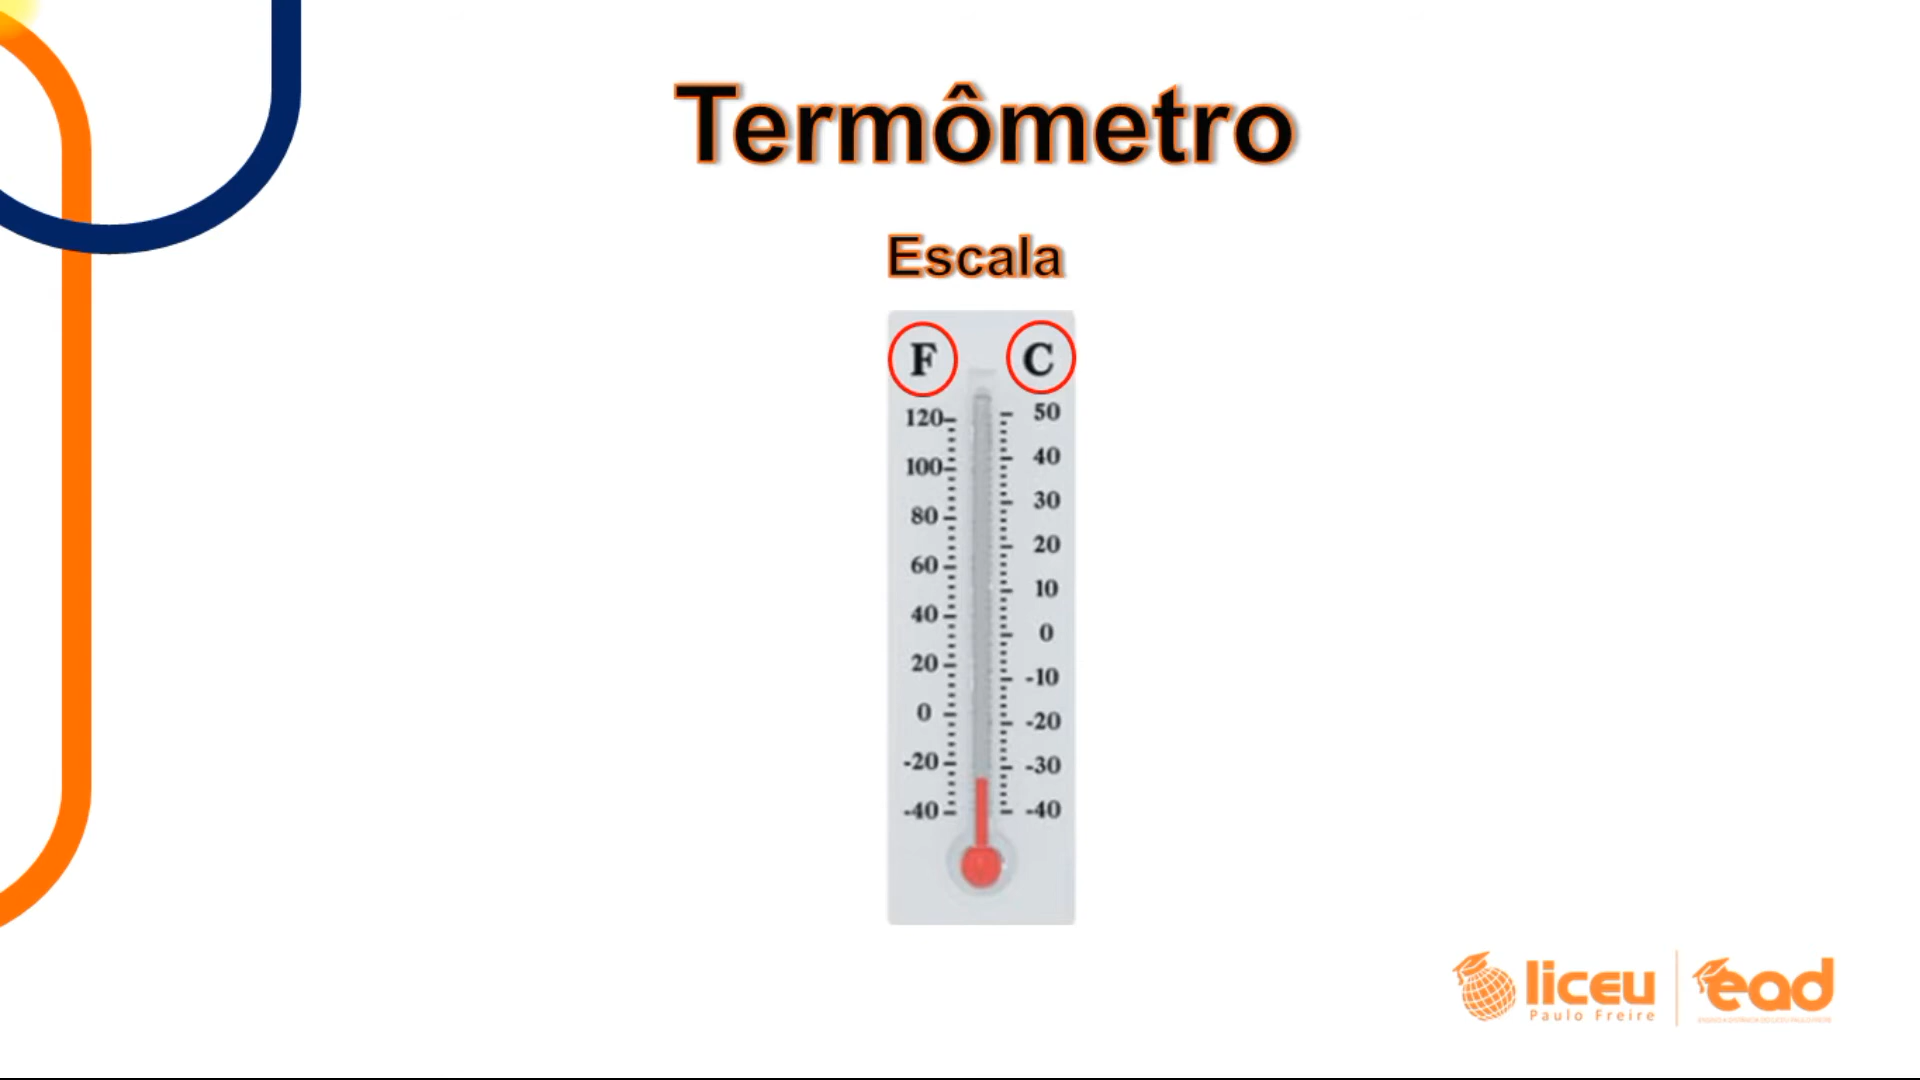 Termômetro
Escala
F C
120 50
100 40
80 30
60 20
40 10
20 0
0 -10
-20 -20
-40 -30
-40
liceu
Paulo Freire
ead